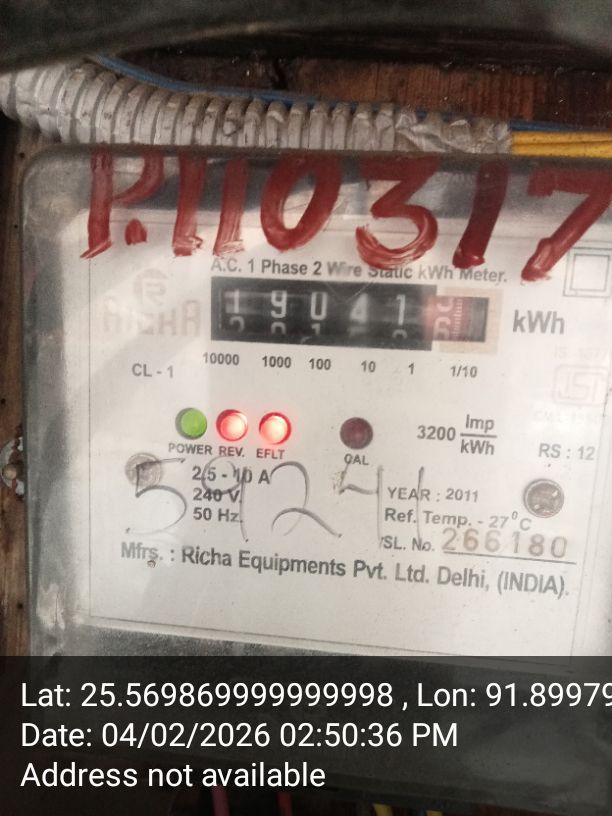 P.110317
A.C. 1 Phase 2 Wire Static kWh Meter.
RICHA
19041 kWh
CL - 1 10000 1000 100 10 1 1/10
POWER REV. EFLT CAL
3200 Imp/kWh
RS : 12
2.5 - 10 A
240 V.
50 Hz.
5924
YEAR : 2011
Ref. Temp. - 27°C
SL. No. 266180
Mfrs. : Richa Equipments Pvt. Ltd. Delhi, (INDIA).
Lat: 25.569869999999998 , Lon: 91.89979
Date: 04/02/2026 02:50:36 PM
Address not available